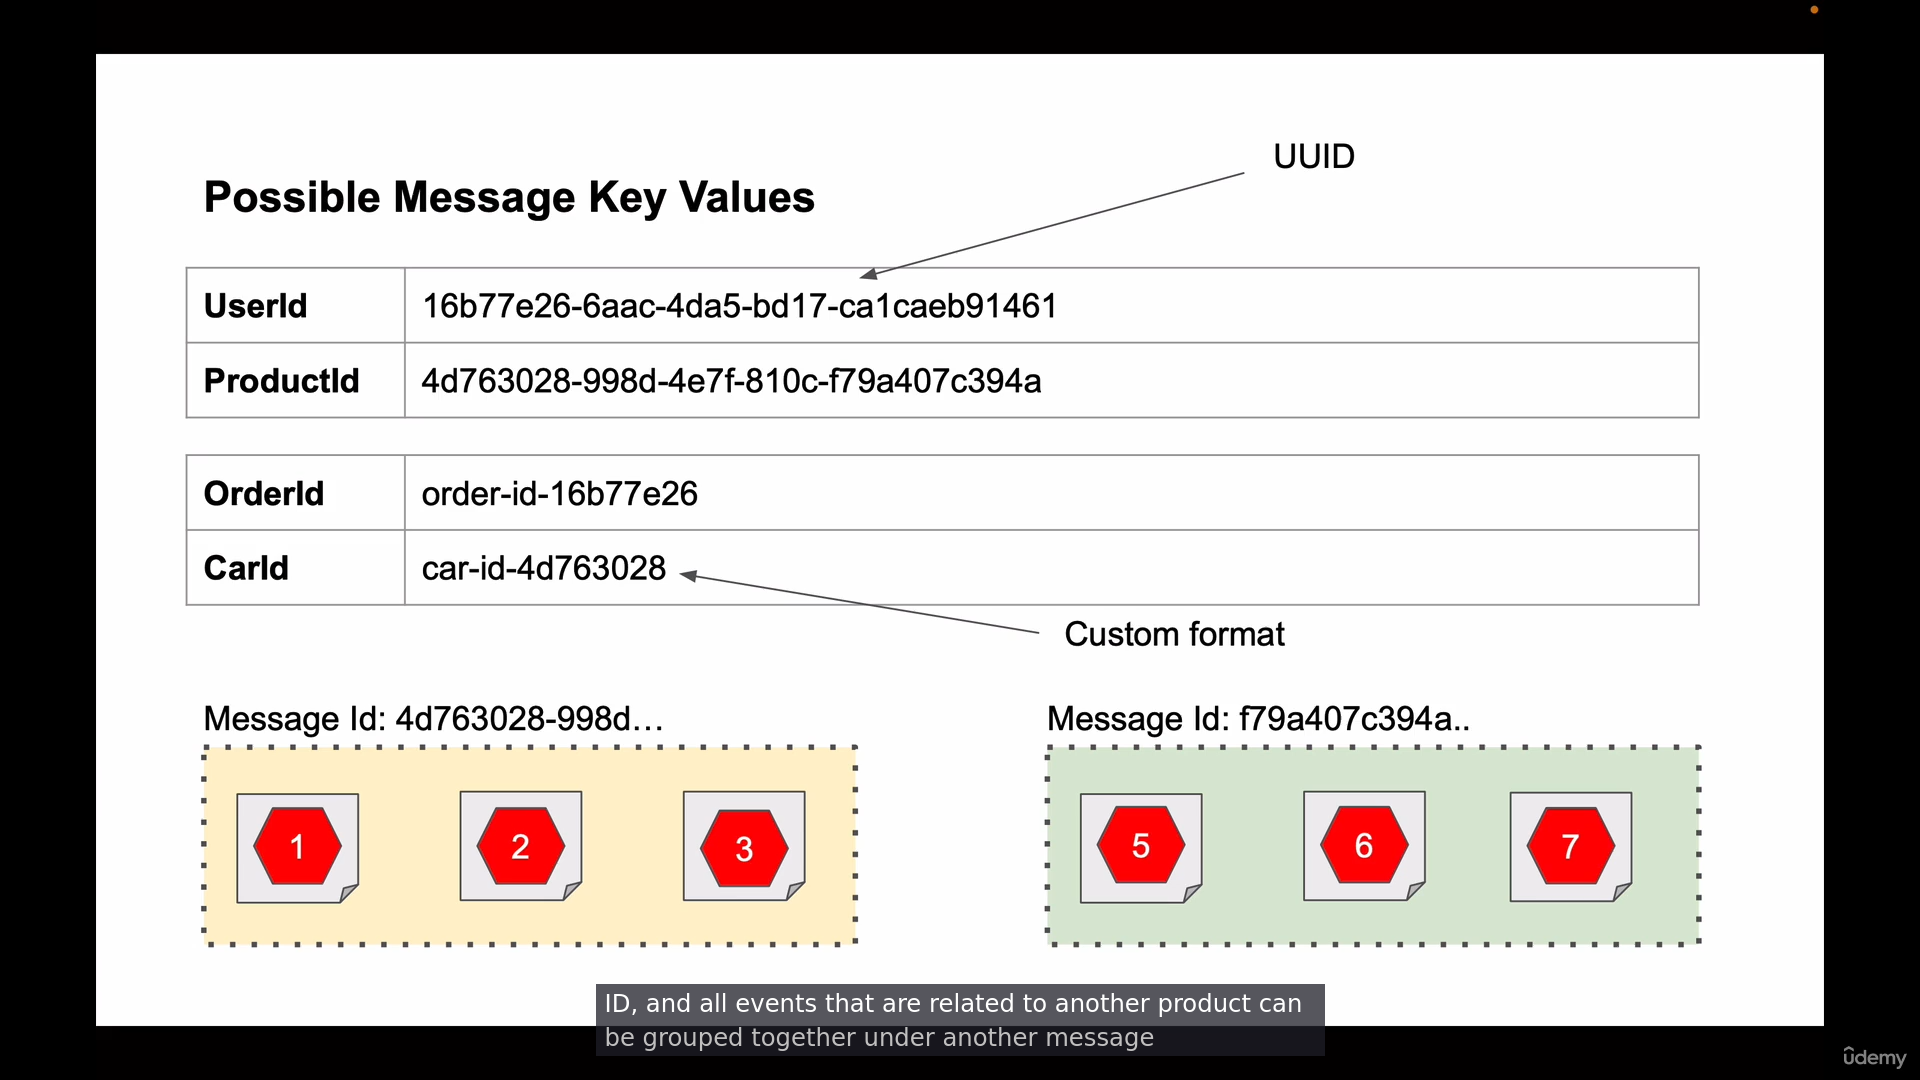 UUID
Possible Message Key Values
UserId 16b77e26-6aac-4da5-bd17-ca1caeb91461
ProductId 4d763028-998d-4e7f-810c-f79a407c394a
OrderId order-id-16b77e26
CarId car-id-4d763028
Custom format
Message Id: 4d763028-998d...
Message Id: f79a407c394a..
1 2 3
5 6 7
ID, and all events that are related to another product can
be grouped together under another message
ûdemy